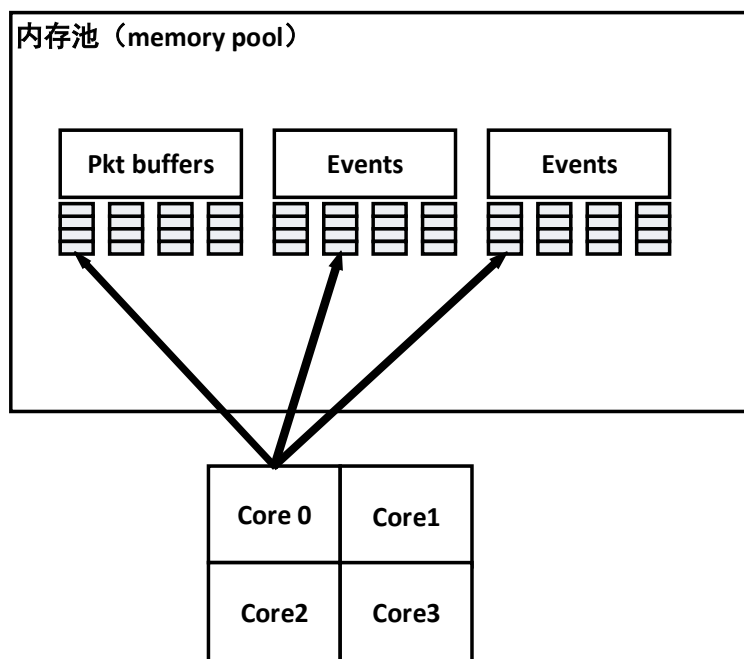 内存池（memory pool）
Pkt buffers
Events
Events
Core 0
Core1
Core2
Core3